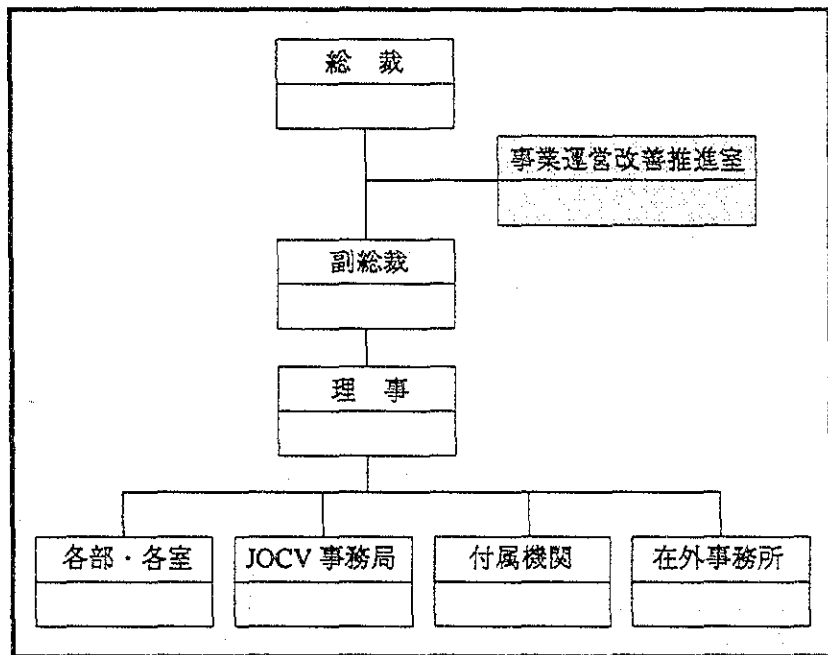 総　裁
事業運営改善推進室
副総裁
理　事
各部・各室
JOCV 事務局
付属機関
在外事務所